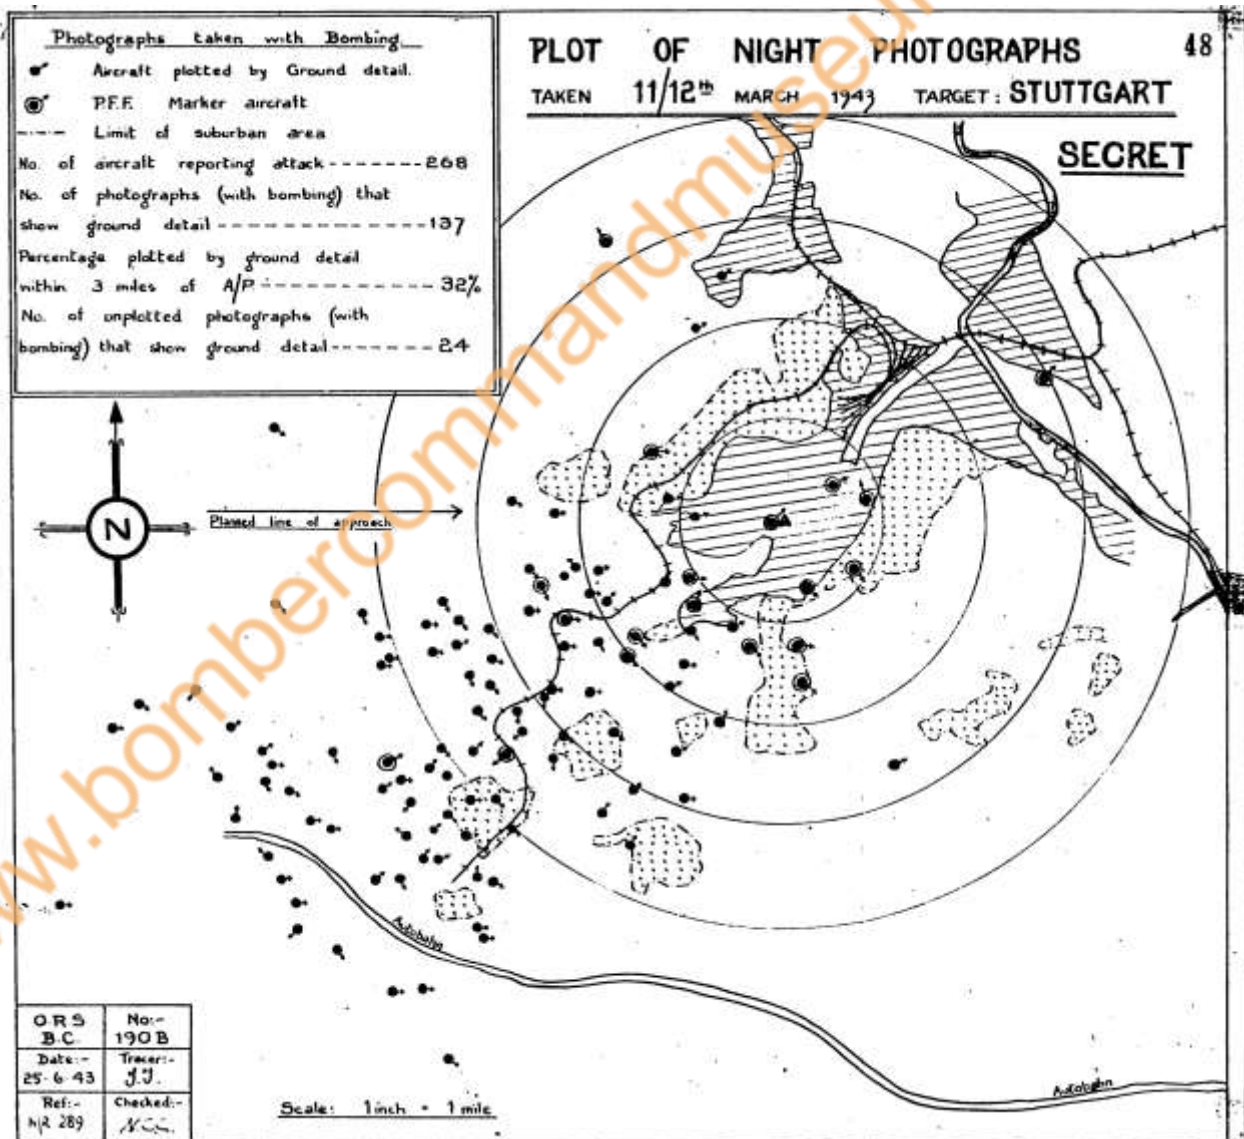 Photographs taken with Bombing.
Aircraft plotted by Ground detail.
P.F.F. Marker aircraft
Limit of suburban area
No. of aircraft reporting attack -------- 268
No. of photographs (with bombing) that
show ground detail ---------------- 137
Percentage plotted by ground detail
within 3 miles of A/P. ------------ 32%
No. of unplotted photographs (with
bombing) that show ground detail ------- 24
PLOT OF NIGHT PHOTOGRAPHS 48
TAKEN 11/12th MARCH 1943 TARGET: STUTTGART
SECRET
N
Planned line of approach
Autobahn
Autobahn
O.R.S B.C. No:- 190B
Date:- 25-6-43 Tracer:- J.J.
Ref:- Checked:-
Scale: 1 inch = 1 mile
www.bombercommandmuseu